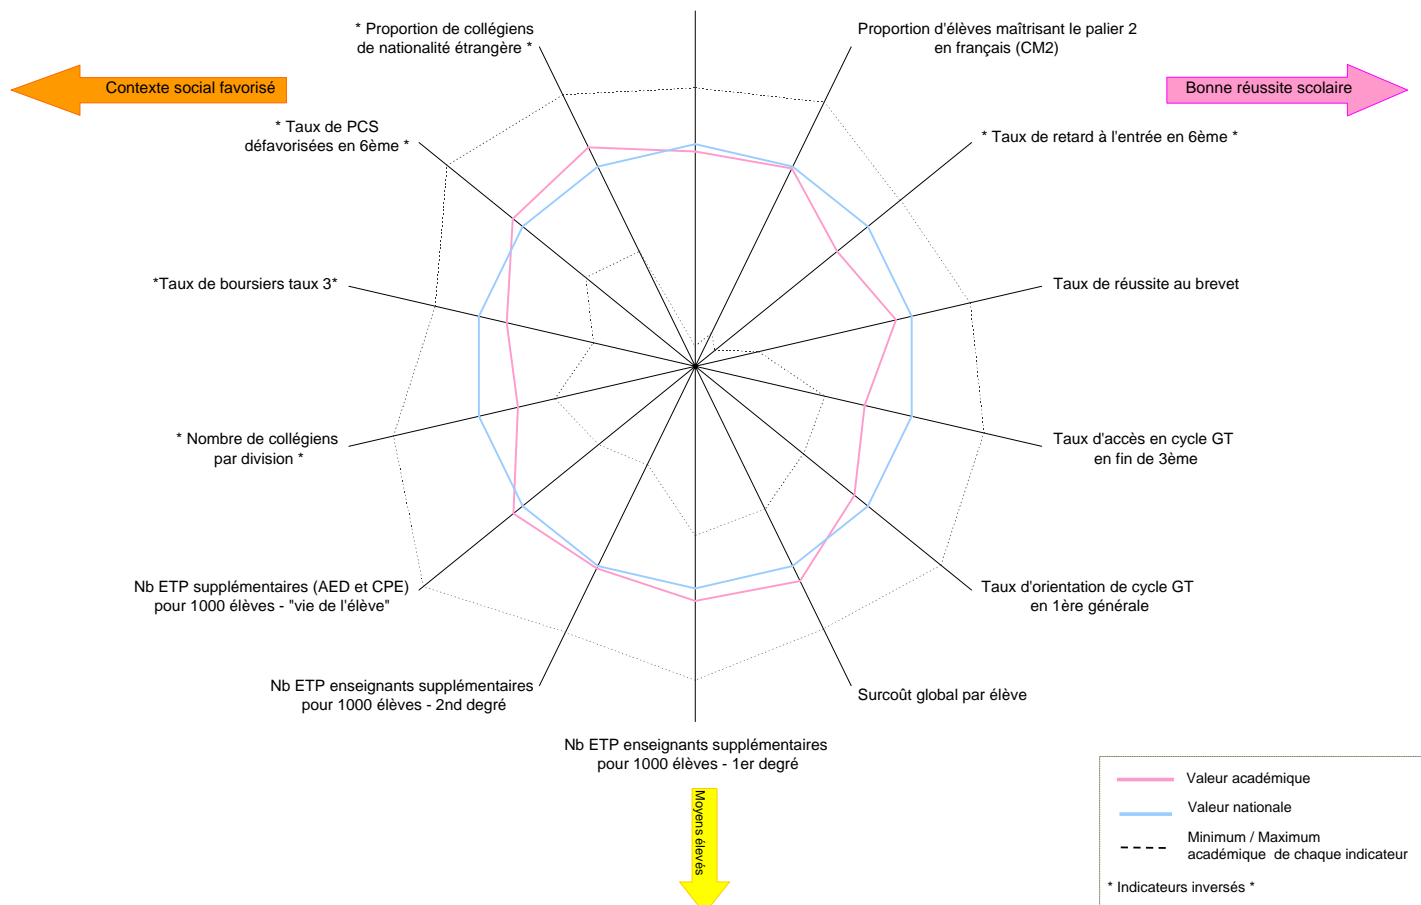 * Proportion de collégiens
de nationalité étrangère *
Proportion d'élèves maîtrisant le palier 2
en français (CM2)
Contexte social favorisé
Bonne réussite scolaire
* Taux de PCS
défavorisées en 6ème *
* Taux de retard à l'entrée en 6ème *
*Taux de boursiers taux 3*
Taux de réussite au brevet
* Nombre de collégiens
par division *
Taux d'accès en cycle GT
en fin de 3ème
Nb ETP supplémentaires (AED et CPE)
pour 1000 élèves - "vie de l'élève"
Taux d'orientation de cycle GT
en 1ère générale
Nb ETP enseignants supplémentaires
pour 1000 élèves - 2nd degré
Surcoût global par élève
Nb ETP enseignants supplémentaires
pour 1000 élèves - 1er degré
Moyens élevés
Valeur académique
Valeur nationale
Minimum / Maximum
académique de chaque indicateur
* Indicateurs inversés *